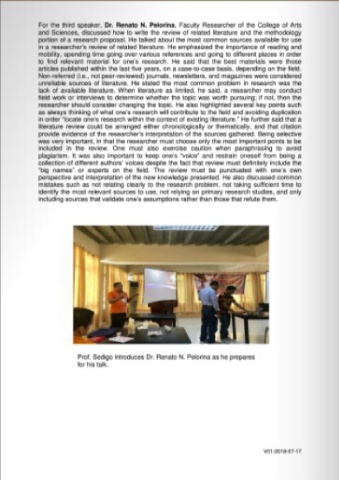 For the third speaker, Dr. Renato N. Pelorina, Faculty Researcher of the College of Arts
and Sciences, discussed how to write the review of related literature and the methodology
portion of a research proposal. He talked about the most common sources available for use
in a researcher's review of related literature. He emphasized the importance of reading and
mobility, spending time going over various references and going to different places in order
to find relevant material for one's research. He said that the best materials were those
articles published within the last five years, on a case-to-case basis, depending on the field.
Non-referred (i.e., not peer-reviewed) journals, newsletters, and magazines were considered
unreliable sources of literature. He stated the most common problem in research was the
lack of available literature. When literature as limited, he said, a researcher may conduct
field work or interviews to determine whether the topic was worth pursuing; if not, then the
researcher should consider changing the topic. He also highlighted several key points such
as always thinking of what one's research will contribute to the field and avoiding duplication
in order "locate one's research within the context of existing literature." He further said that a
literature review could be arranged either chronologically or thematically, and that citation
provide evidence of the researcher's interpretation of the sources gathered. Being selective
was very important, in that the researcher must choose only the most important points to be
included in the review. One must also exercise caution when paraphrasing to avoid
plagiarism. It was also important to keep one's "voice" and restrain oneself from being a
collection of different authors' voices despite the fact that review must definitely include the
"big names" or experts on the field. The review must be punctuated with one's own
perspective and interpretation of the new knowledge presented. He also discussed common
mistakes such as not relating clearly to the research problem, not taking sufficient time to
identify the most relevant sources to use, not relying on primary research studies, and only
including sources that validate one's assumptions rather than those that refute them.
Prof. Sedigo introduces Dr. Renato N. Pelorina as he prepares
for his talk.
V01-2018-07-17